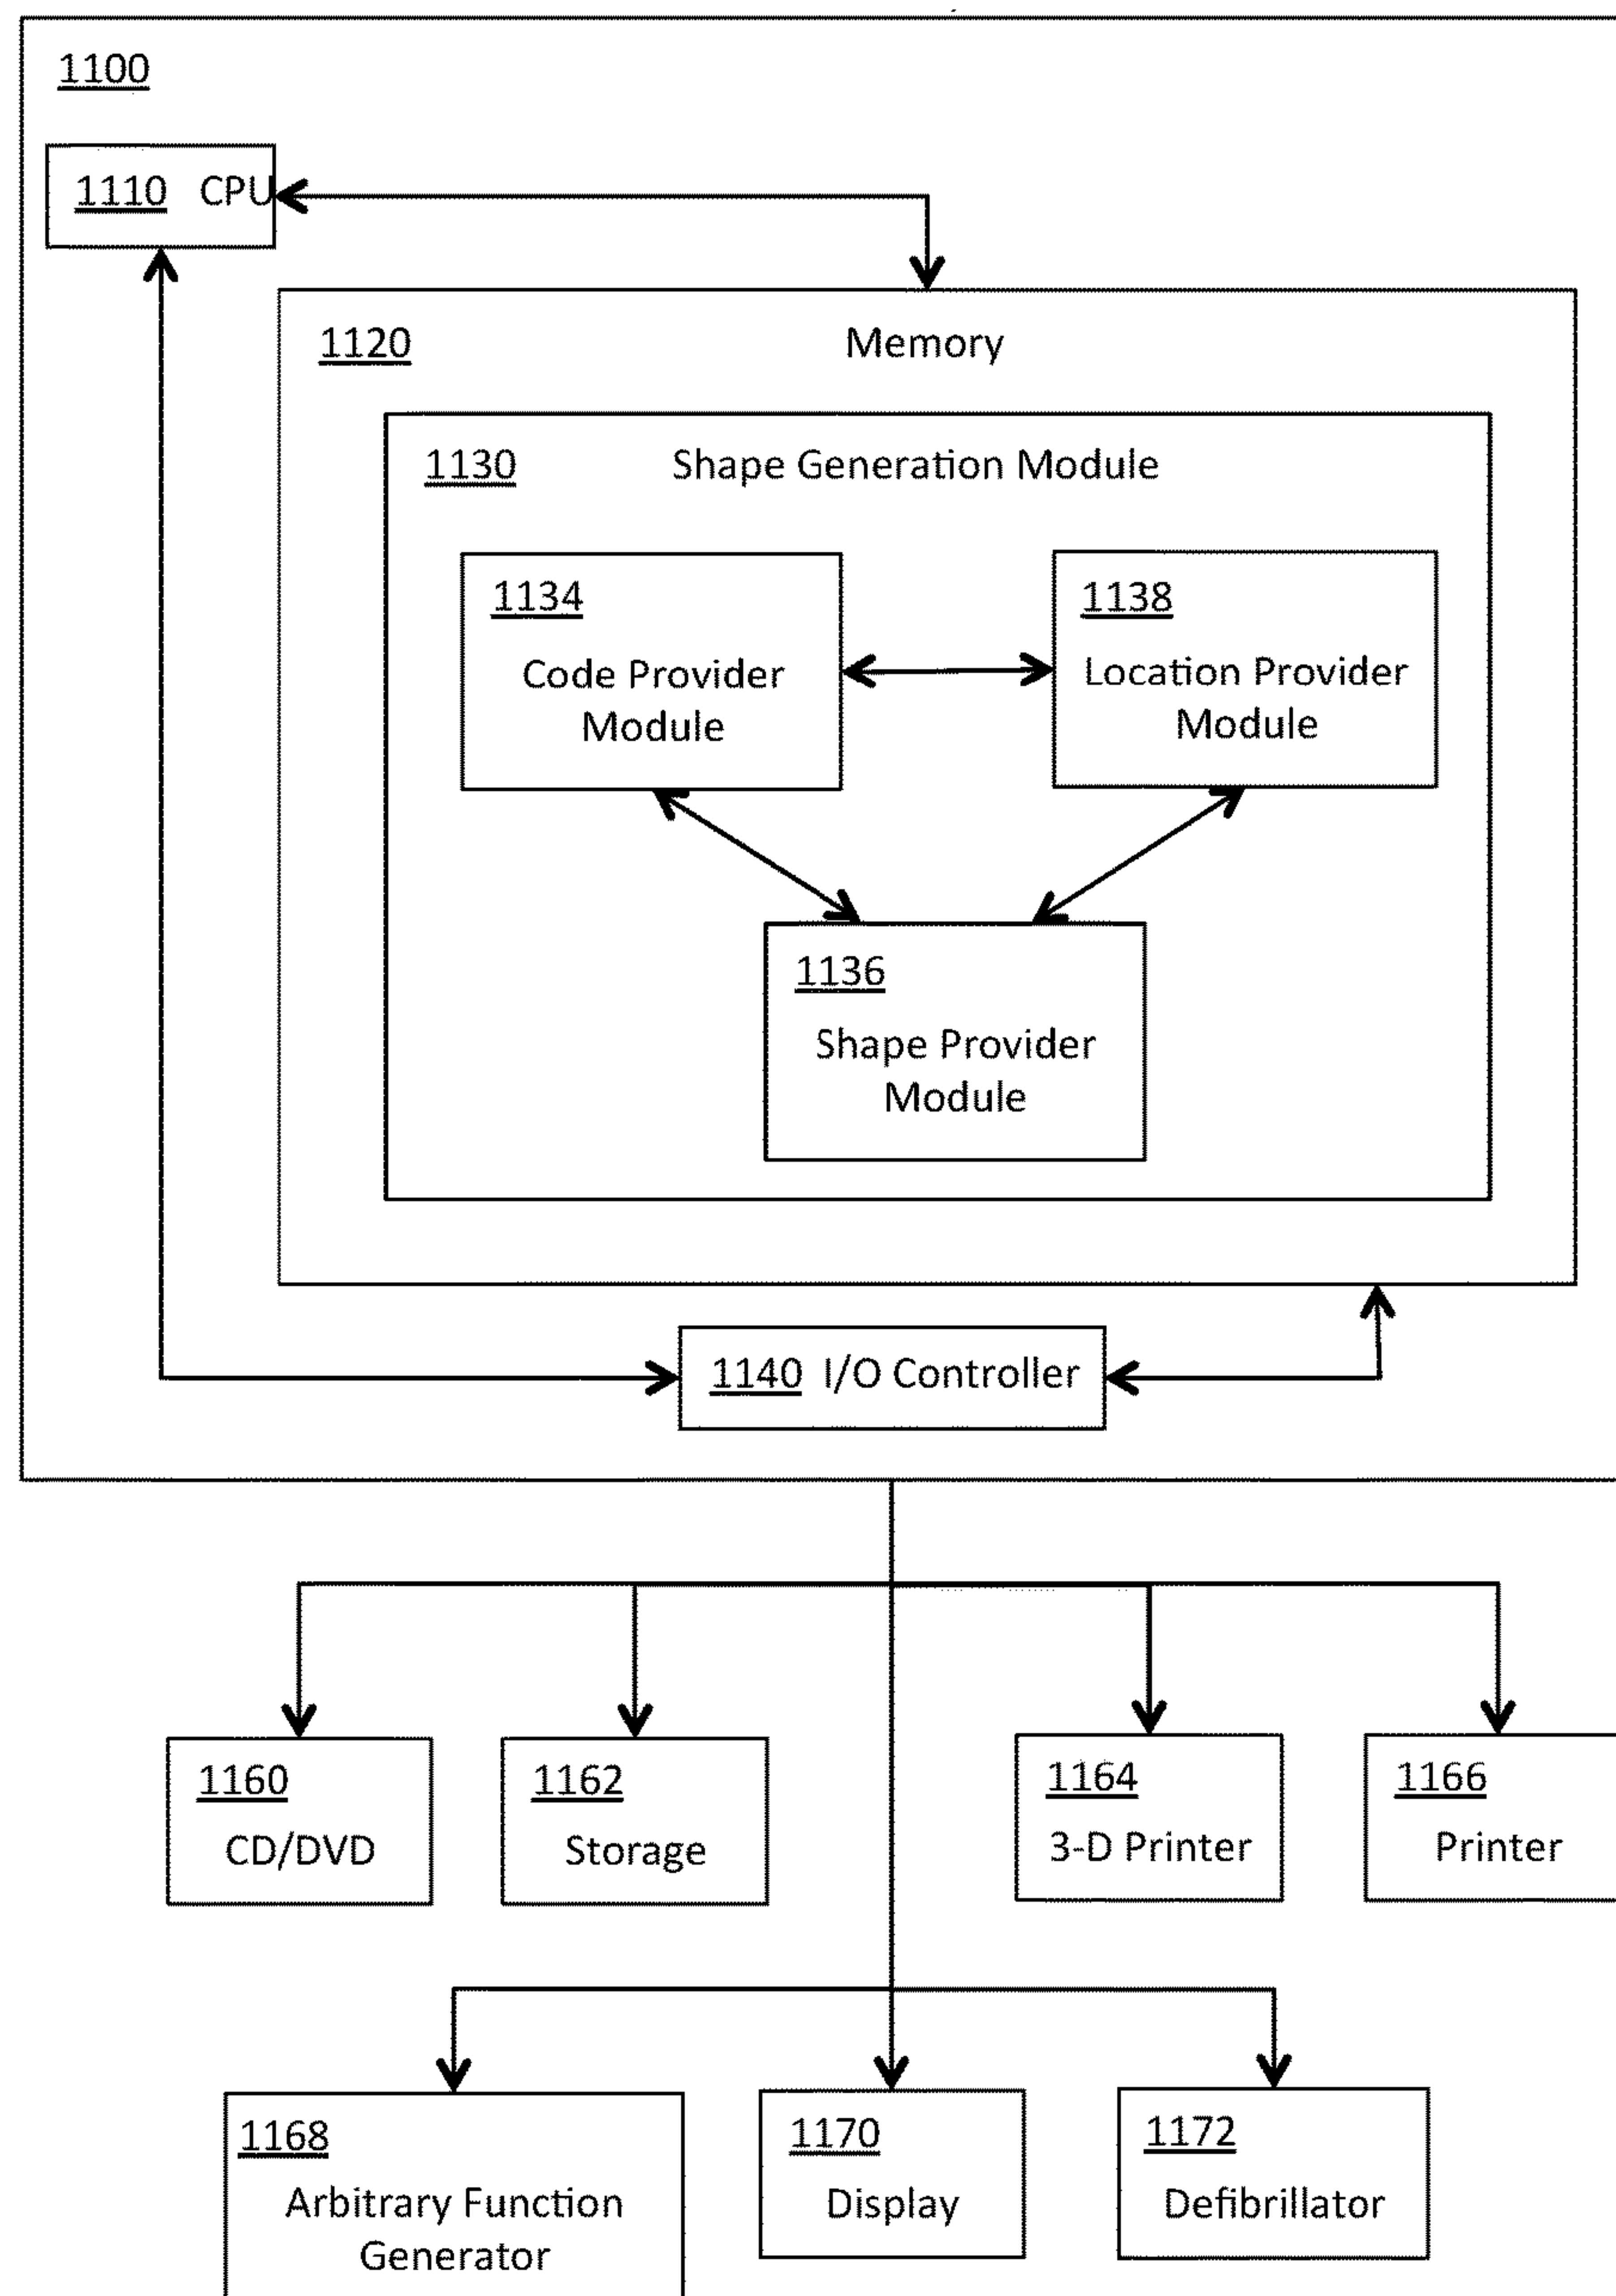 1100
1110 CPU
1120 Memory
1130 Shape Generation Module
1134
Code Provider
Module
1138
Location Provider
Module
1136
Shape Provider
Module
1140 I/O Controller
1160
CD/DVD
1162
Storage
1164
3-D Printer
1166
Printer
1168
Arbitrary Function
Generator
1170
Display
1172
Defibrillator